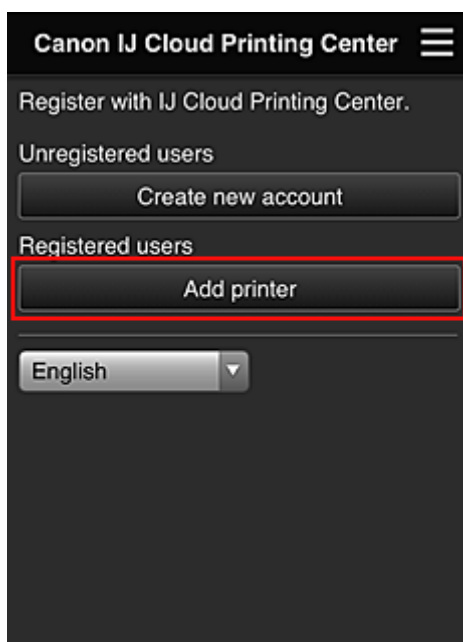 Canon IJ Cloud Printing Center
Register with IJ Cloud Printing Center.
Unregistered users
Create new account
Registered users
Add printer
English